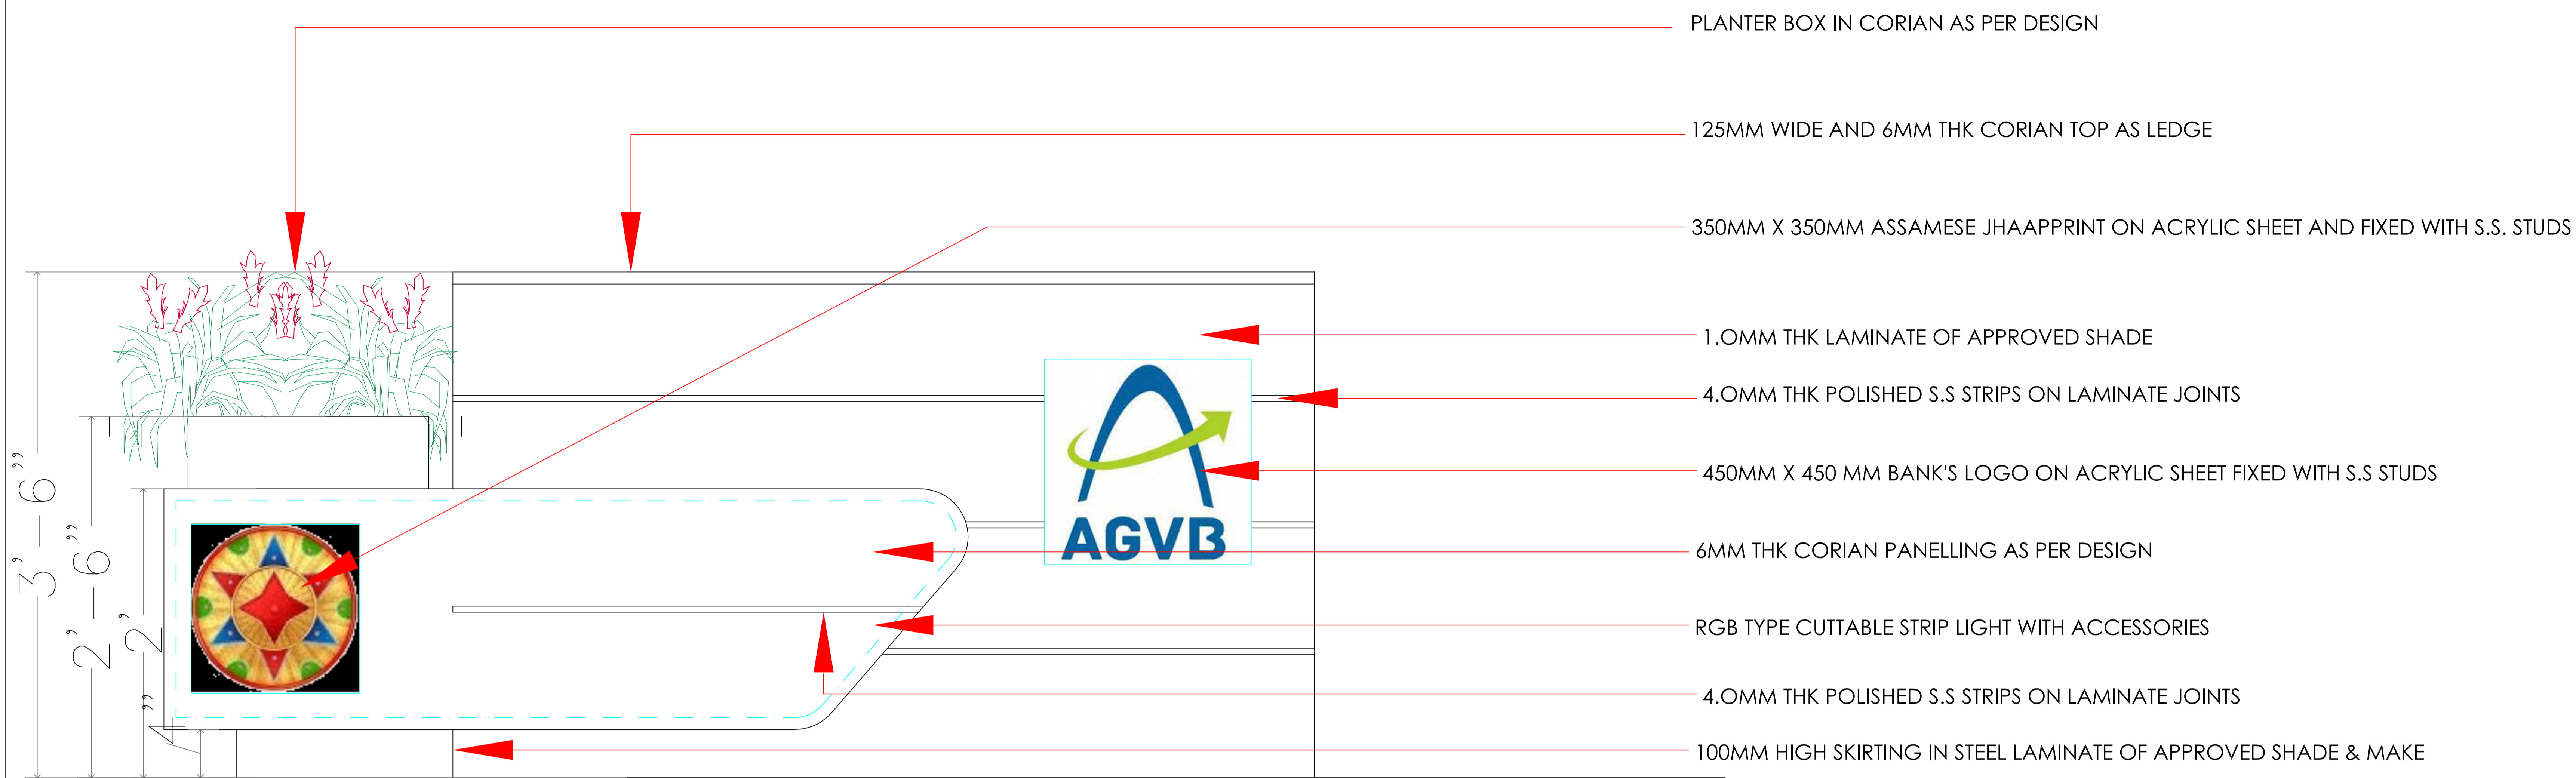 PLANTER BOX IN CORIAN AS PER DESIGN
125MM WIDE AND 6MM THK CORIAN TOP AS LEDGE
350MM X 350MM ASSAMESE JHAAPPRINT ON ACRYLIC SHEET AND FIXED WITH S.S. STUDS
1.OMM THK LAMINATE OF APPROVED SHADE
4.OMM THK POLISHED S.S STRIPS ON LAMINATE JOINTS
450MM X 450 MM BANK'S LOGO ON ACRYLIC SHEET FIXED WITH S.S STUDS
6MM THK CORIAN PANELLING AS PER DESIGN
RGB TYPE CUTTABLE STRIP LIGHT WITH ACCESSORIES
4.OMM THK POLISHED S.S STRIPS ON LAMINATE JOINTS
100MM HIGH SKIRTING IN STEEL LAMINATE OF APPROVED SHADE & MAKE
AGVB
3'-6"
2'-6"
2'
4"